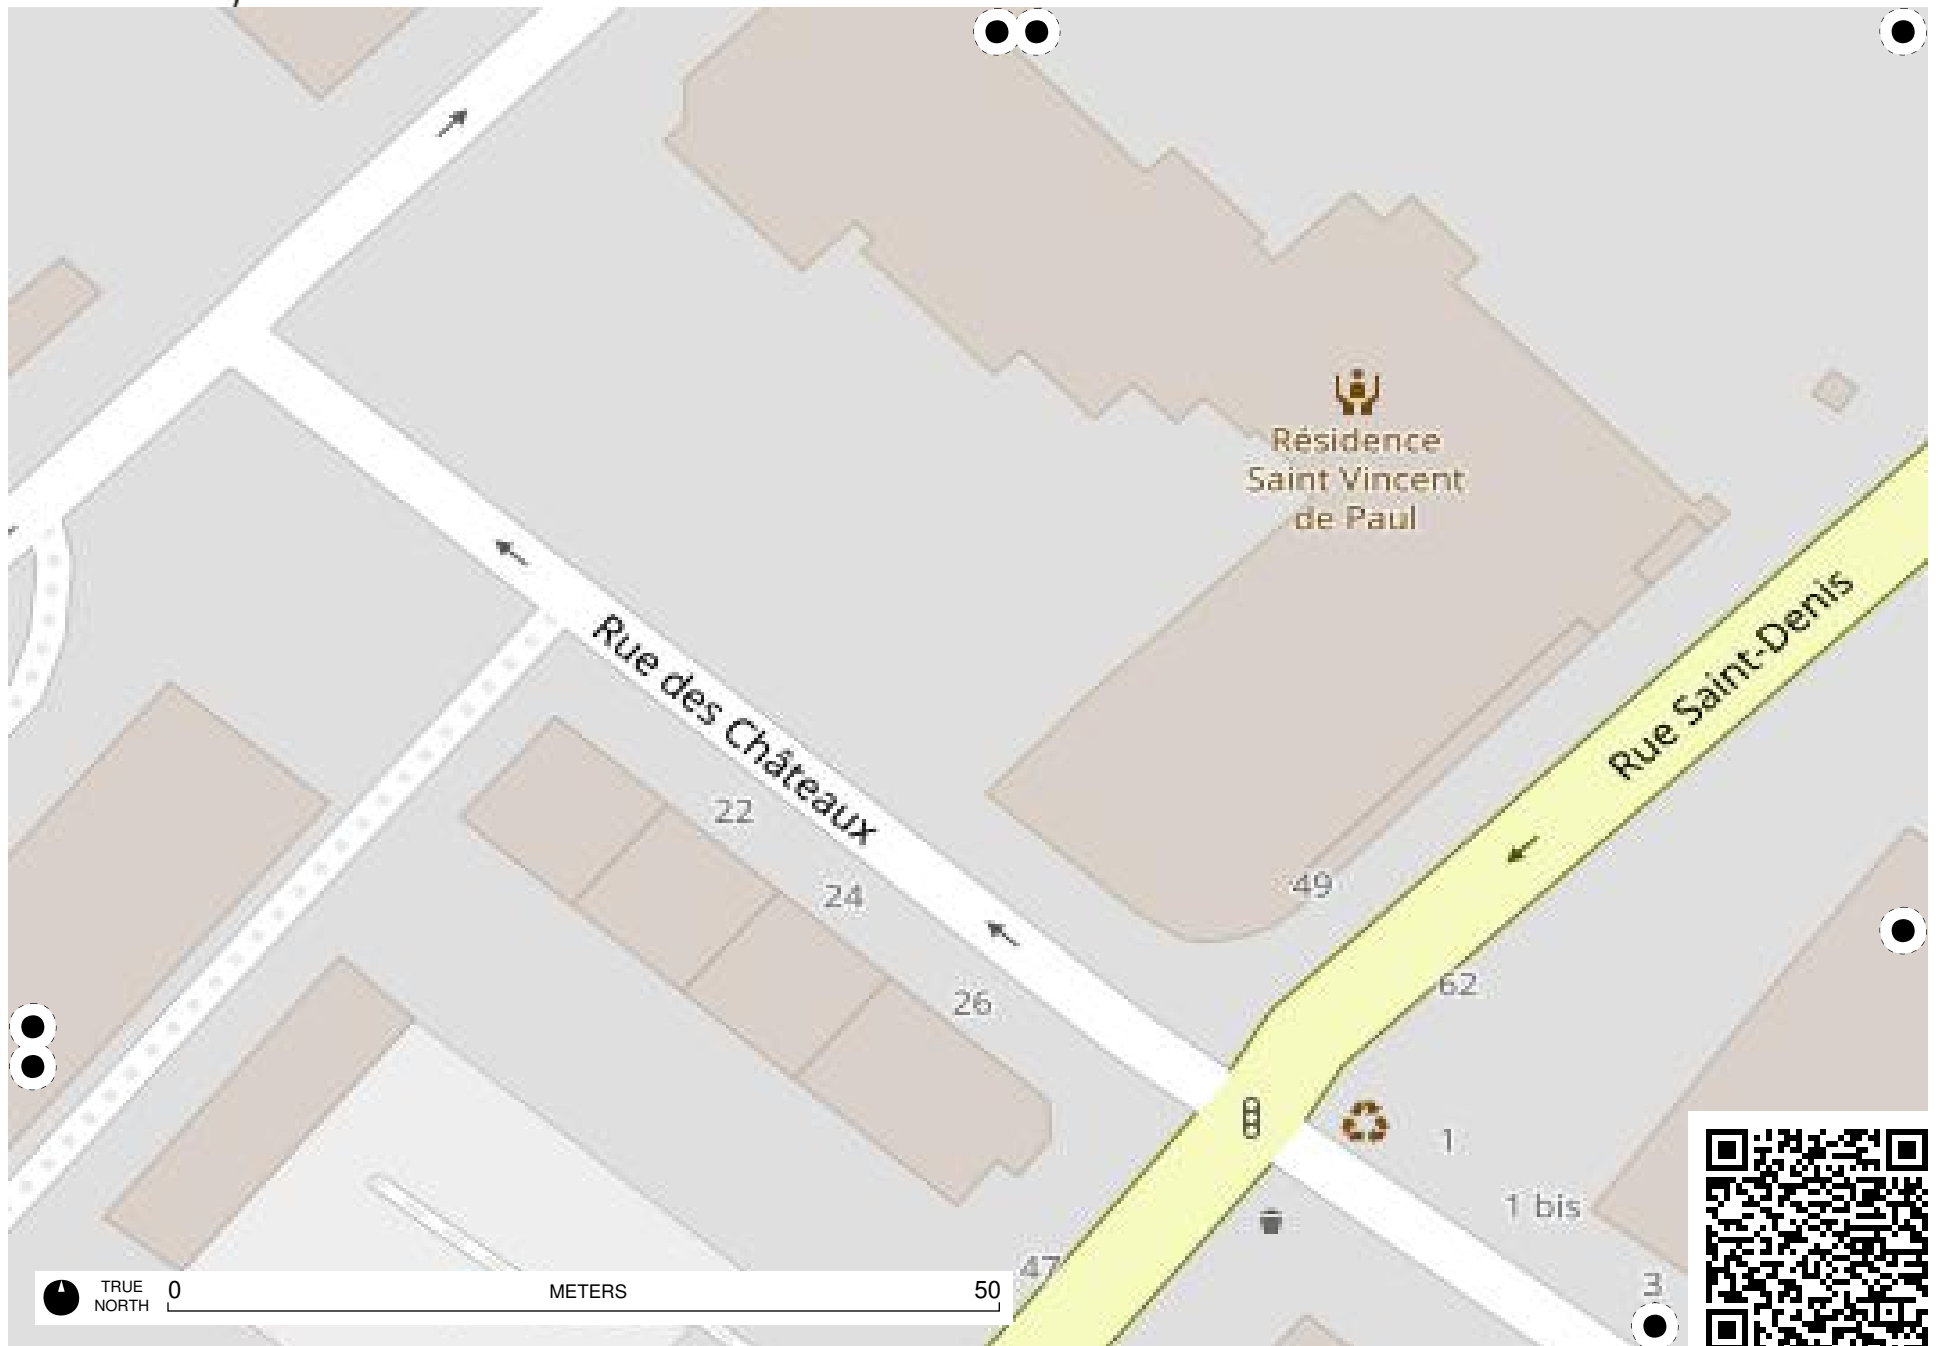 Résidence
Saint Vincent
de Paul
Rue Saint-Denis
Rue des Châteaux
22
24
49
62
26
1
1 bis
47
3
TRUE
NORTH
0
METERS
50